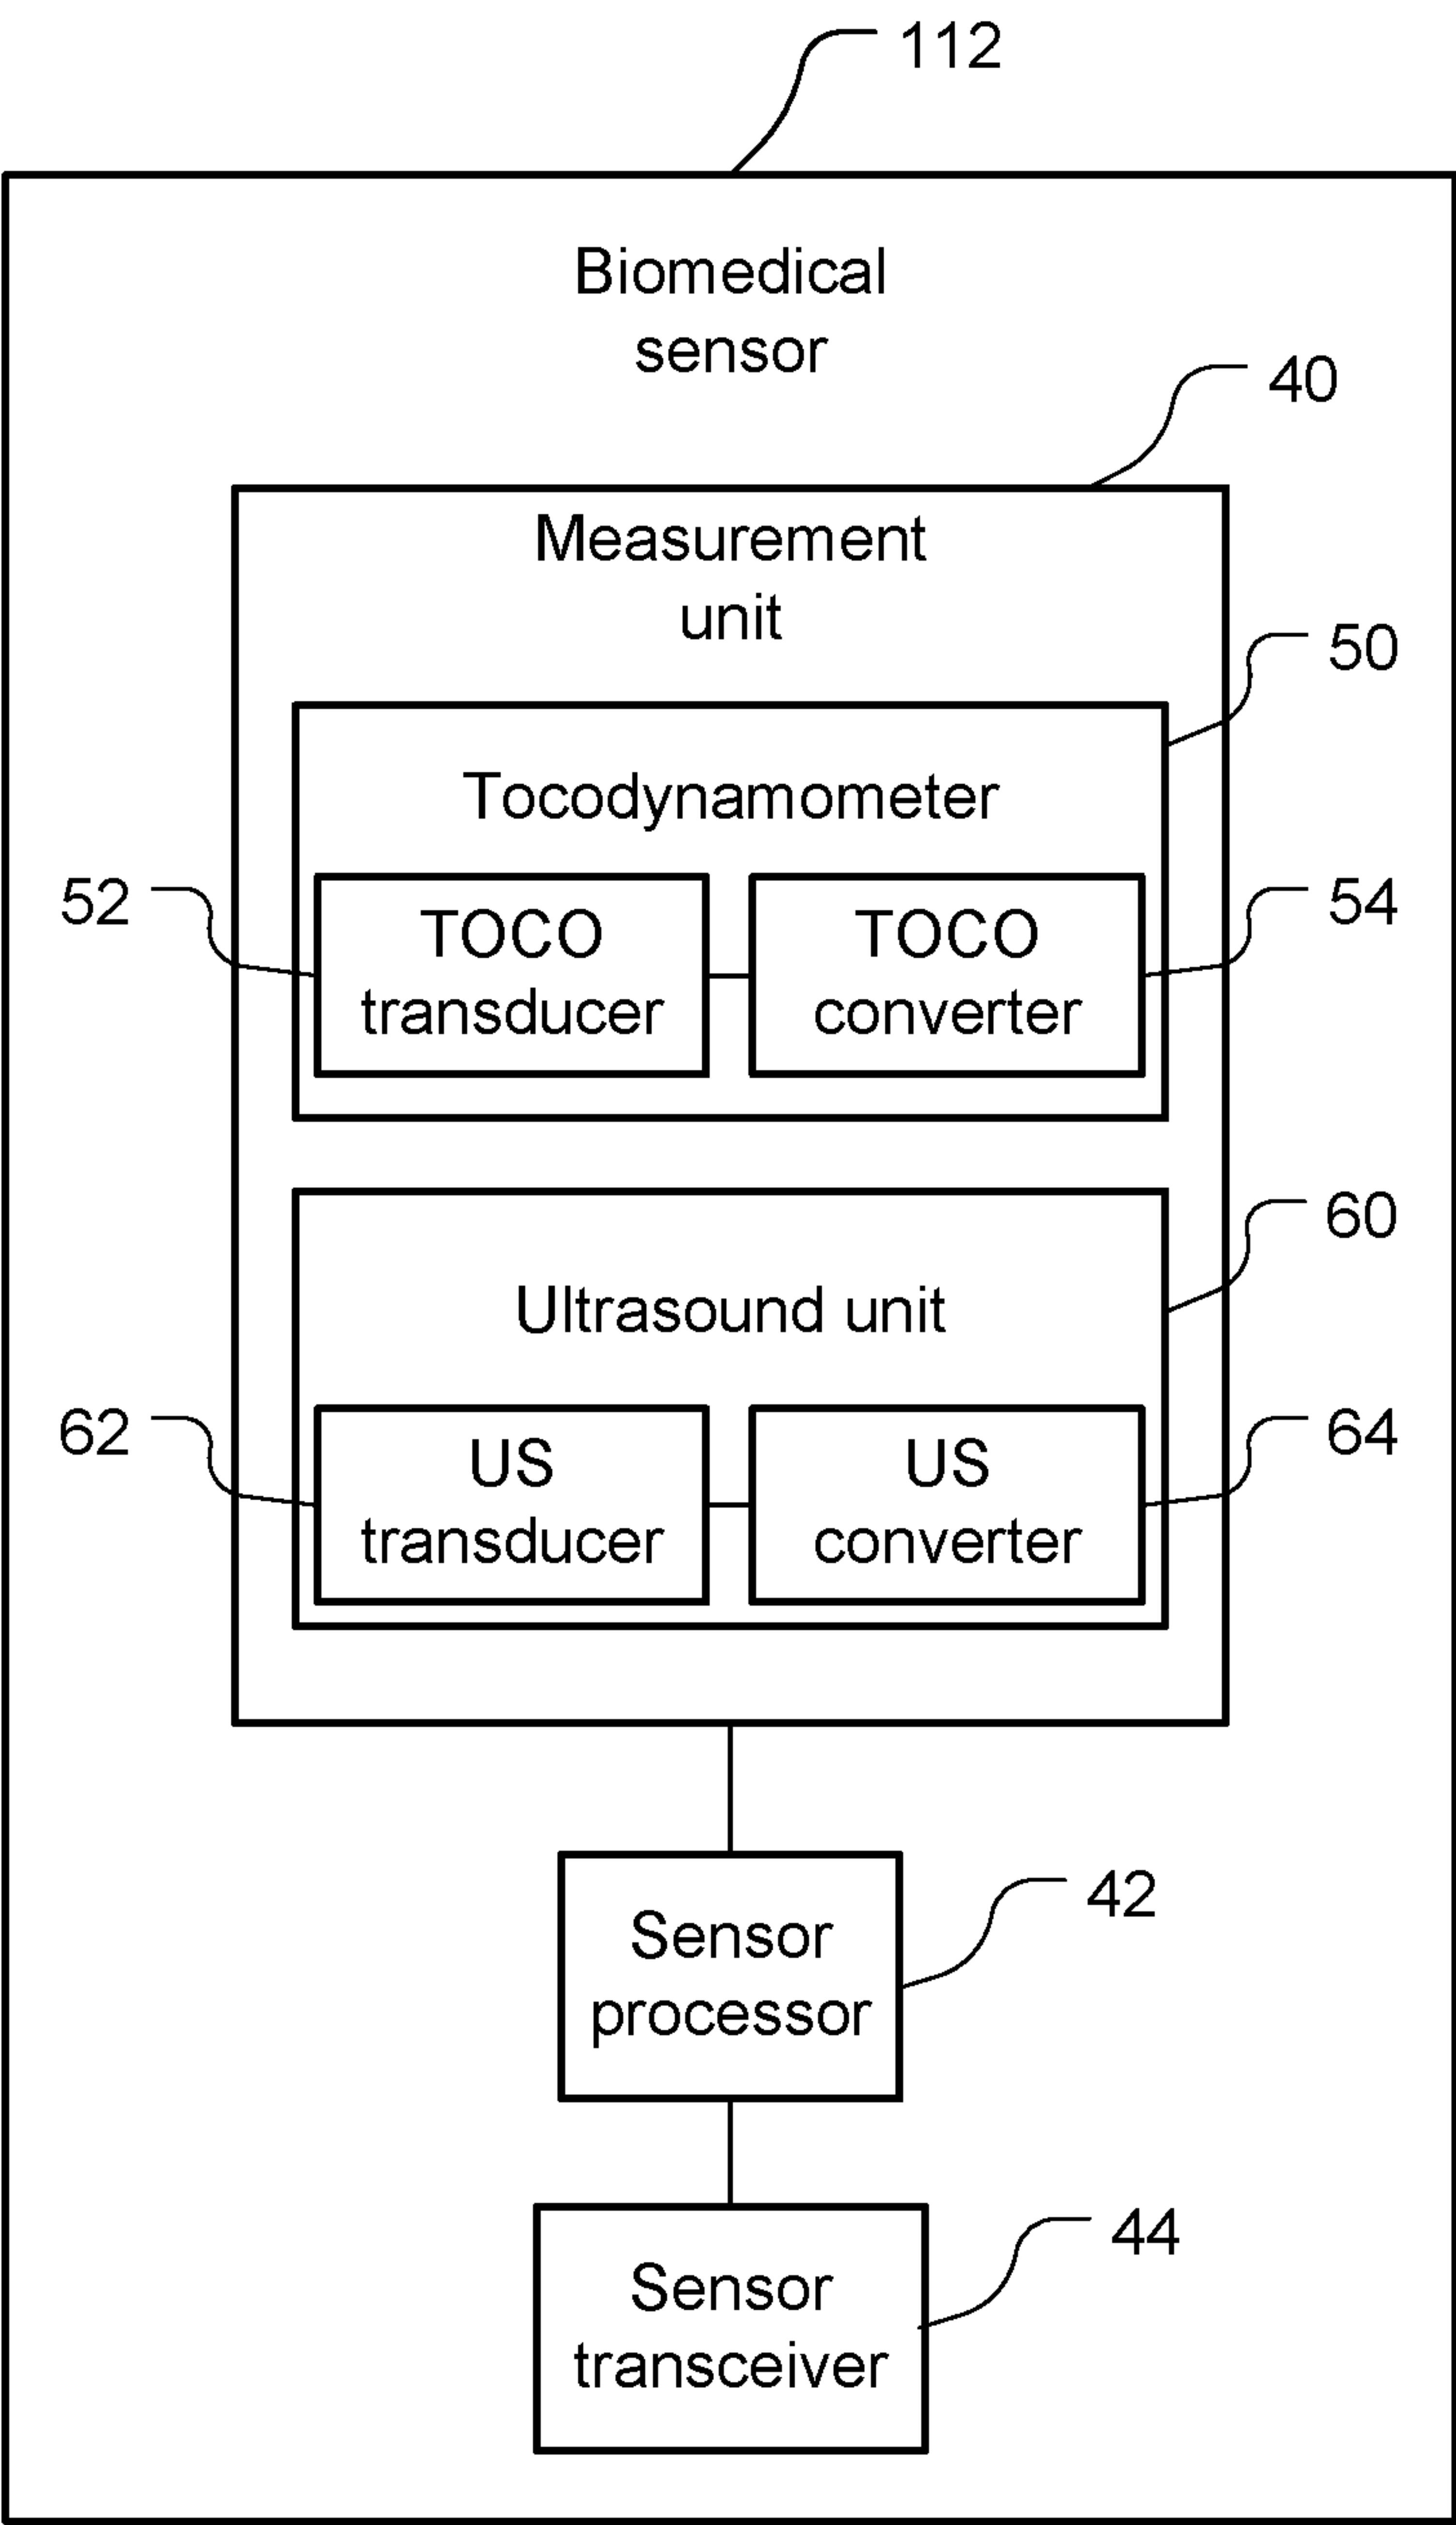 112
Biomedical
sensor
40
Measurement
unit
50
Tocodynamometer
52
TOCO
transducer
TOCO
converter
54
60
Ultrasound unit
62
US
transducer
US
converter
64
Sensor
processor
42
Sensor
transceiver
44